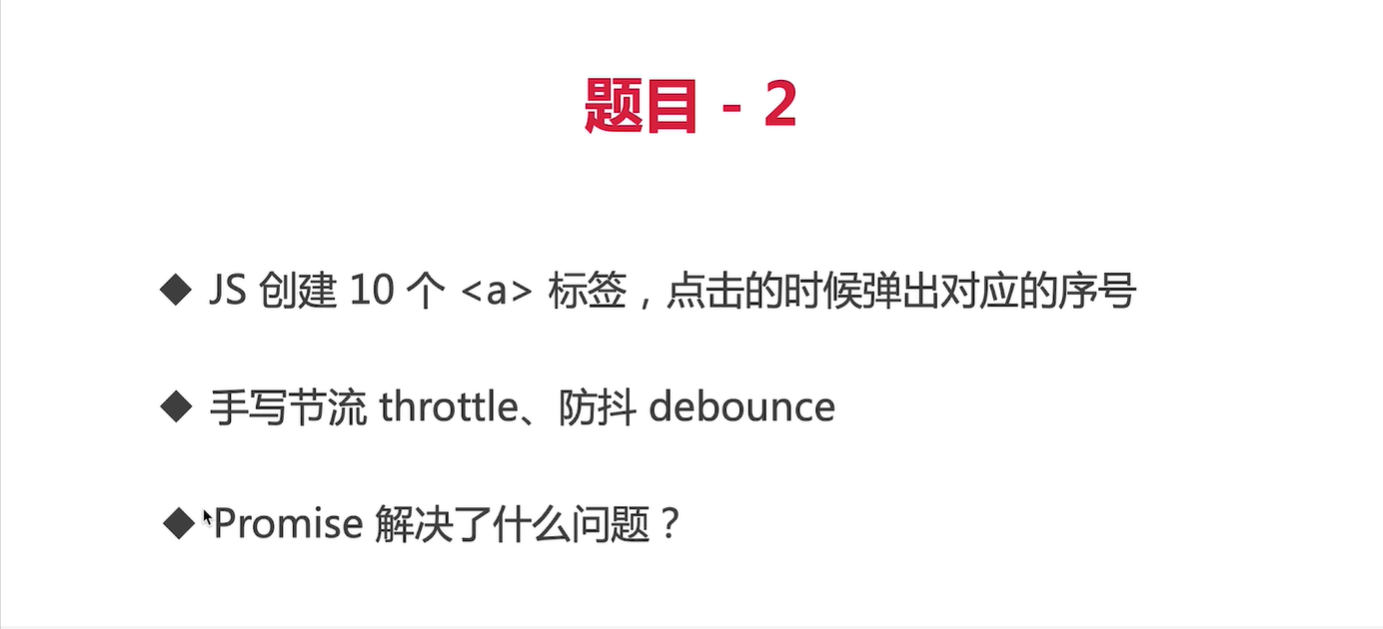 题目 - 2
◆ JS 创建 10 个 <a> 标签，点击的时候弹出对应的序号
◆ 手写节流 throttle、防抖 debounce
◆ Promise 解决了什么问题？